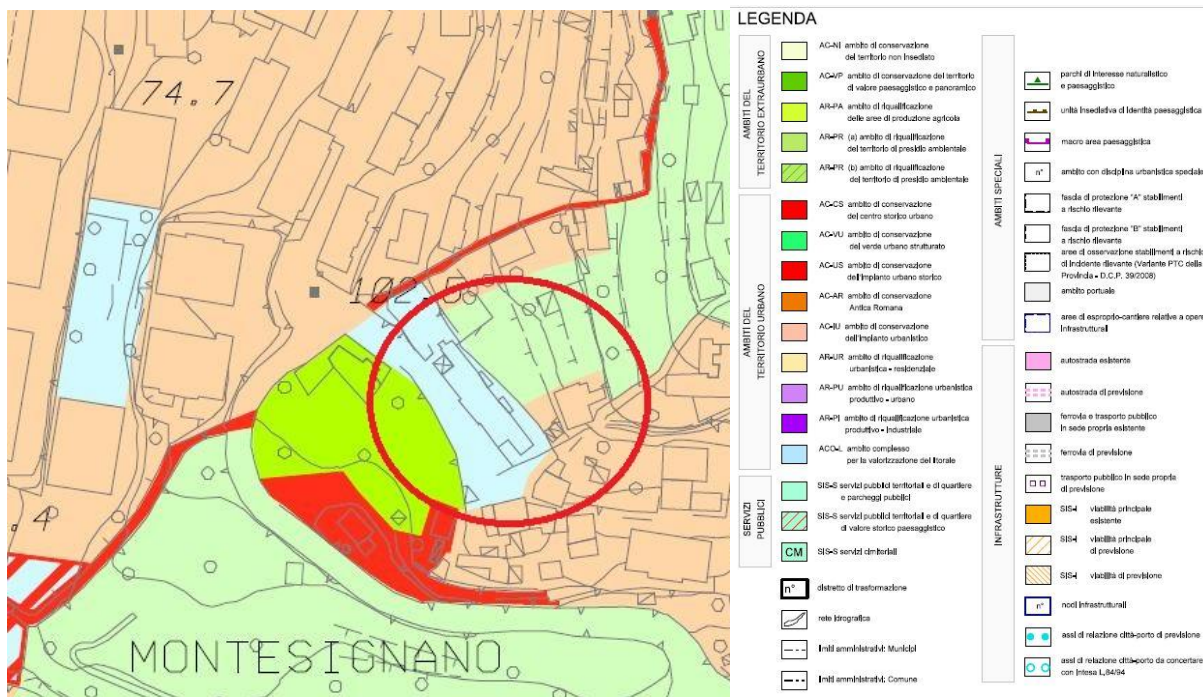 74.7
102.0
.4
MONTESIGNANO
LEGENDA
AMBITI DEL
TERRITORIO EXTRAURBANO
AC-NI ambito di conservazione
del territorio non insediato
AC-VP ambito di conservazione del territorio
di valore paesaggistico e panoramico
AR-PA ambito di riqualificazione
delle aree di produzione agricola
AR-PR (a) ambito di riqualificazione
del territorio di presidio ambientale
AR-PR (b) ambito di riqualificazione
del territorio di presidio ambientale
AMBITI DEL
TERRITORIO URBANO
AC-CS ambito di conservazione
del centro storico urbano
AC-VU ambito di conservazione
del verde urbano strutturato
AC-US ambito di conservazione
dell'impianto urbano storico
AC-AR ambito di conservazione
Antica Romana
AC-IU ambito di conservazione
dell'impianto urbanistico
AR-UR ambito di riqualificazione
urbanistica - residenziale
AR-PU ambito di riqualificazione urbanistica
produttivo - urbano
AR-PI ambito di riqualificazione urbanistica
produttivo - industriale
ACO-L ambito complesso
per la valorizzazione del litorale
SERVIZI
PUBBLICI
SIS-S servizi pubblici territoriali e di quartiere
e parcheggi pubblici
SIS-S servizi pubblici territoriali e di quartiere
di valore storico paesaggistico
CM SIS-S servizi cimiteriali
n° distretto di trasformazione
rete idrografica
limiti amministrativi: Municipi
limiti amministrativi: Comune
AMBITI SPECIALI
parchi di interesse naturalistico
e paesaggistico
unità insediativa di identità paesaggistica
macro area paesaggistica
n° ambito con disciplina urbanistica speciale
fascia di protezione "A" stabilimenti
a rischio rilevante
fascia di protezione "B" stabilimenti
a rischio rilevante
aree di osservazione stabilimenti a rischio
di incidente rilevante (Variante PTC della
Provincia - D.C.P. 39/2008)
ambito portuale
aree di esproprio-cantiere relative a opere
infrastrutturali
INFRASTRUTTURE
autostrada esistente
autostrada di previsione
ferrovia e trasporto pubblico
in sede propria esistente
ferrovia di previsione
trasporto pubblico in sede propria
di previsione
SIS-I viabilità principale
esistente
SIS-I viabilità principale
di previsione
SIS-I viabilità di previsione
n° nodi infrastrutturali
assi di relazione città-porto di previsione
assi di relazione città-porto da concertare
con intesa L.84/94